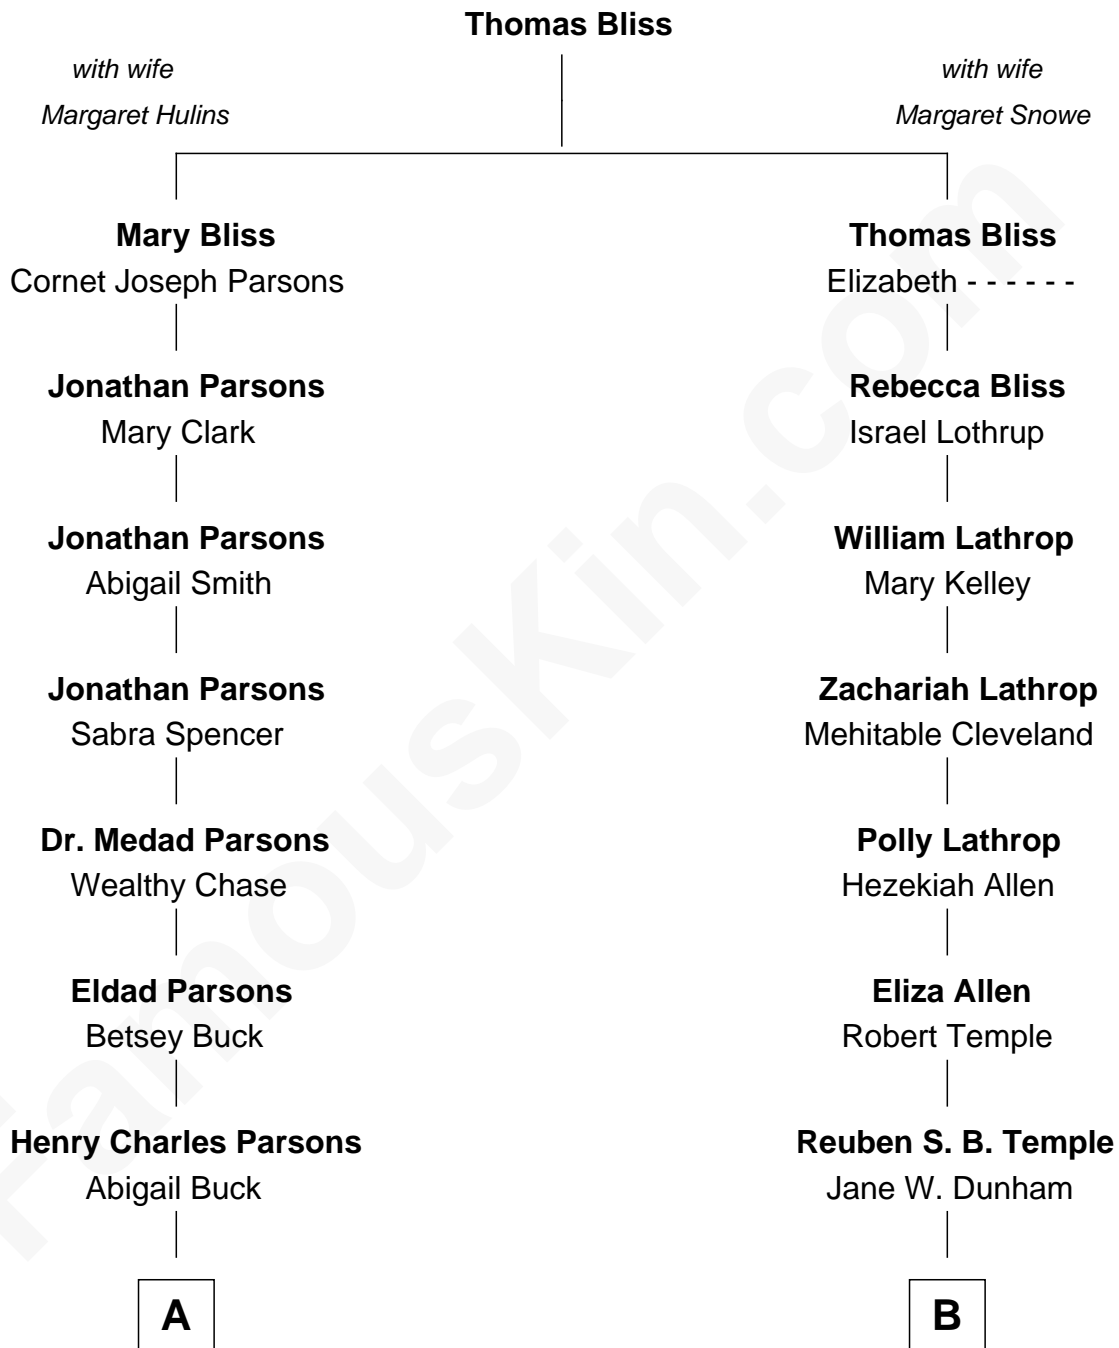 Thomas Bliss
with wife
Margaret Hulins
with wife
Margaret Snowe
Mary Bliss
Cornet Joseph Parsons
Thomas Bliss
Elizabeth - - - - - -
Jonathan Parsons
Mary Clark
Rebecca Bliss
Israel Lothrup
Jonathan Parsons
Abigail Smith
William Lathrop
Mary Kelley
Jonathan Parsons
Sabra Spencer
Zachariah Lathrop
Mehitable Cleveland
Dr. Medad Parsons
Wealthy Chase
Polly Lathrop
Hezekiah Allen
Eldad Parsons
Betsey Buck
Eliza Allen
Robert Temple
Henry Charles Parsons
Abigail Buck
Reuben S. B. Temple
Jane W. Dunham
A
B
FamousKin.com